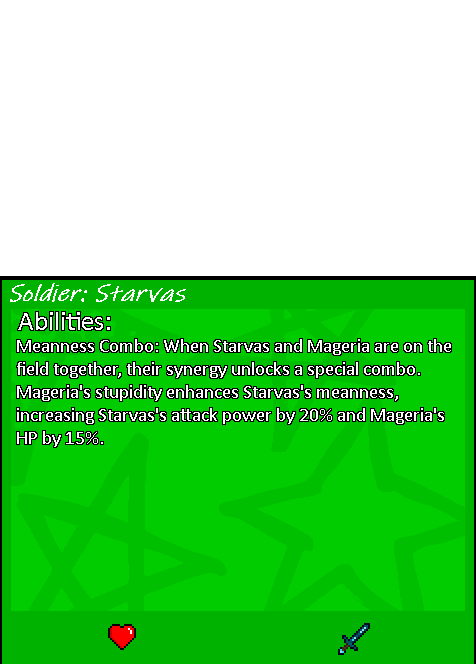 Soldier: Starvas
Abilities:
Meanness Combo: When Starvas and Mageria are on the
field together, their synergy unlocks a special combo.
Mageria's stupidity enhances Starvas's meanness,
increasing Starvas's attack power by 20% and Mageria's
HP by 15%.